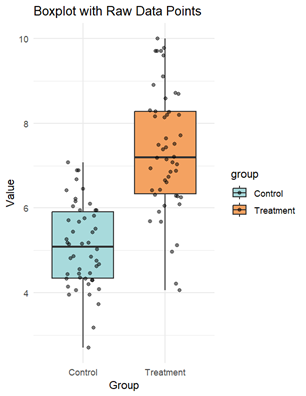 Boxplot with Raw Data Points
10
8
6
4
Value
Control
Treatment
Group
group
Control
Treatment